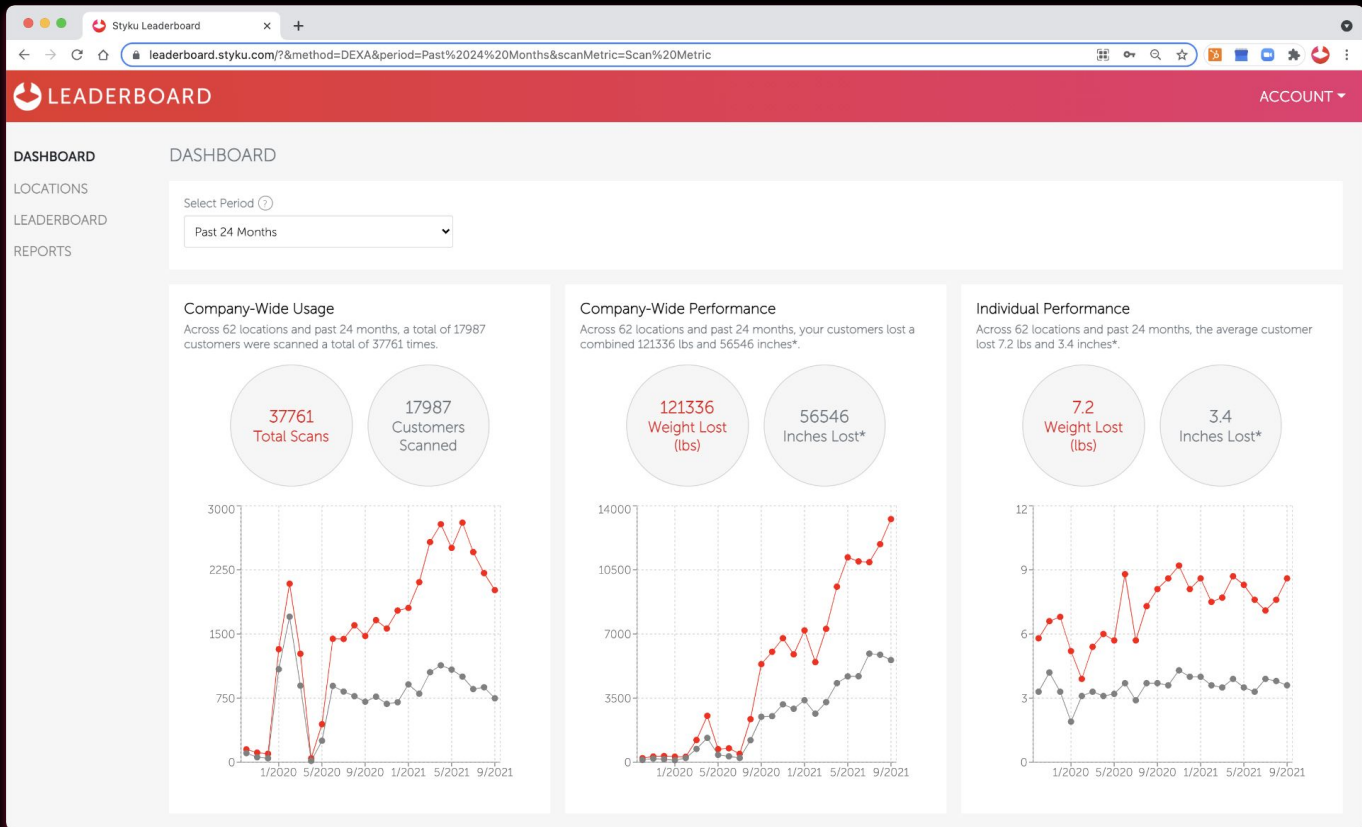 Styku Leaderboard
leaderboard.styku.com/?&method=DEXA&period=Past%2024%20Months&scanMetric=Scan%20Metric
LEADERBOARD
ACCOUNT
DASHBOARD
LOCATIONS
LEADERBOARD
REPORTS
DASHBOARD
Select Period ?
Past 24 Months
Company-Wide Usage
Across 62 locations and past 24 months, a total of 17987
customers were scanned a total of 37761 times.
37761
Total Scans
17987
Customers
Scanned
3000
2250
1500
750
0
1/2020 5/2020 9/2020 1/2021 5/2021 9/2021
Company-Wide Performance
Across 62 locations and past 24 months, your customers lost a
combined 121336 lbs and 56546 inches*.
121336
Weight Lost
(lbs)
56546
Inches Lost*
14000
10500
7000
3500
0
1/2020 5/2020 9/2020 1/2021 5/2021 9/2021
Individual Performance
Across 62 locations and past 24 months, the average customer
lost 7.2 lbs and 3.4 inches*.
7.2
Weight Lost
(lbs)
3.4
Inches Lost*
12
9
6
3
0
1/2020 5/2020 9/2020 1/2021 5/2021 9/2021